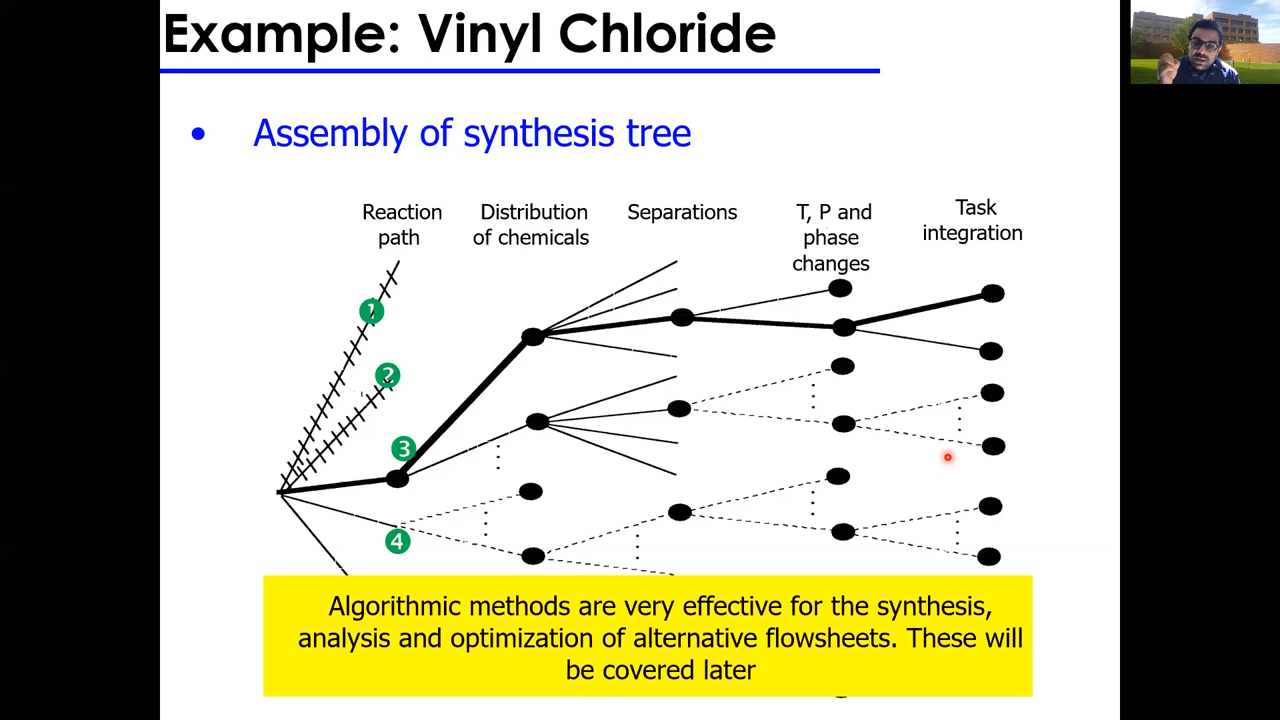 Example: Vinyl Chloride
• Assembly of synthesis tree
Reaction
path
Distribution
of chemicals
Separations
T, P and
phase
changes
Task
integration
1
2
3
4
Algorithmic methods are very effective for the synthesis,
analysis and optimization of alternative flowsheets. These will
be covered later